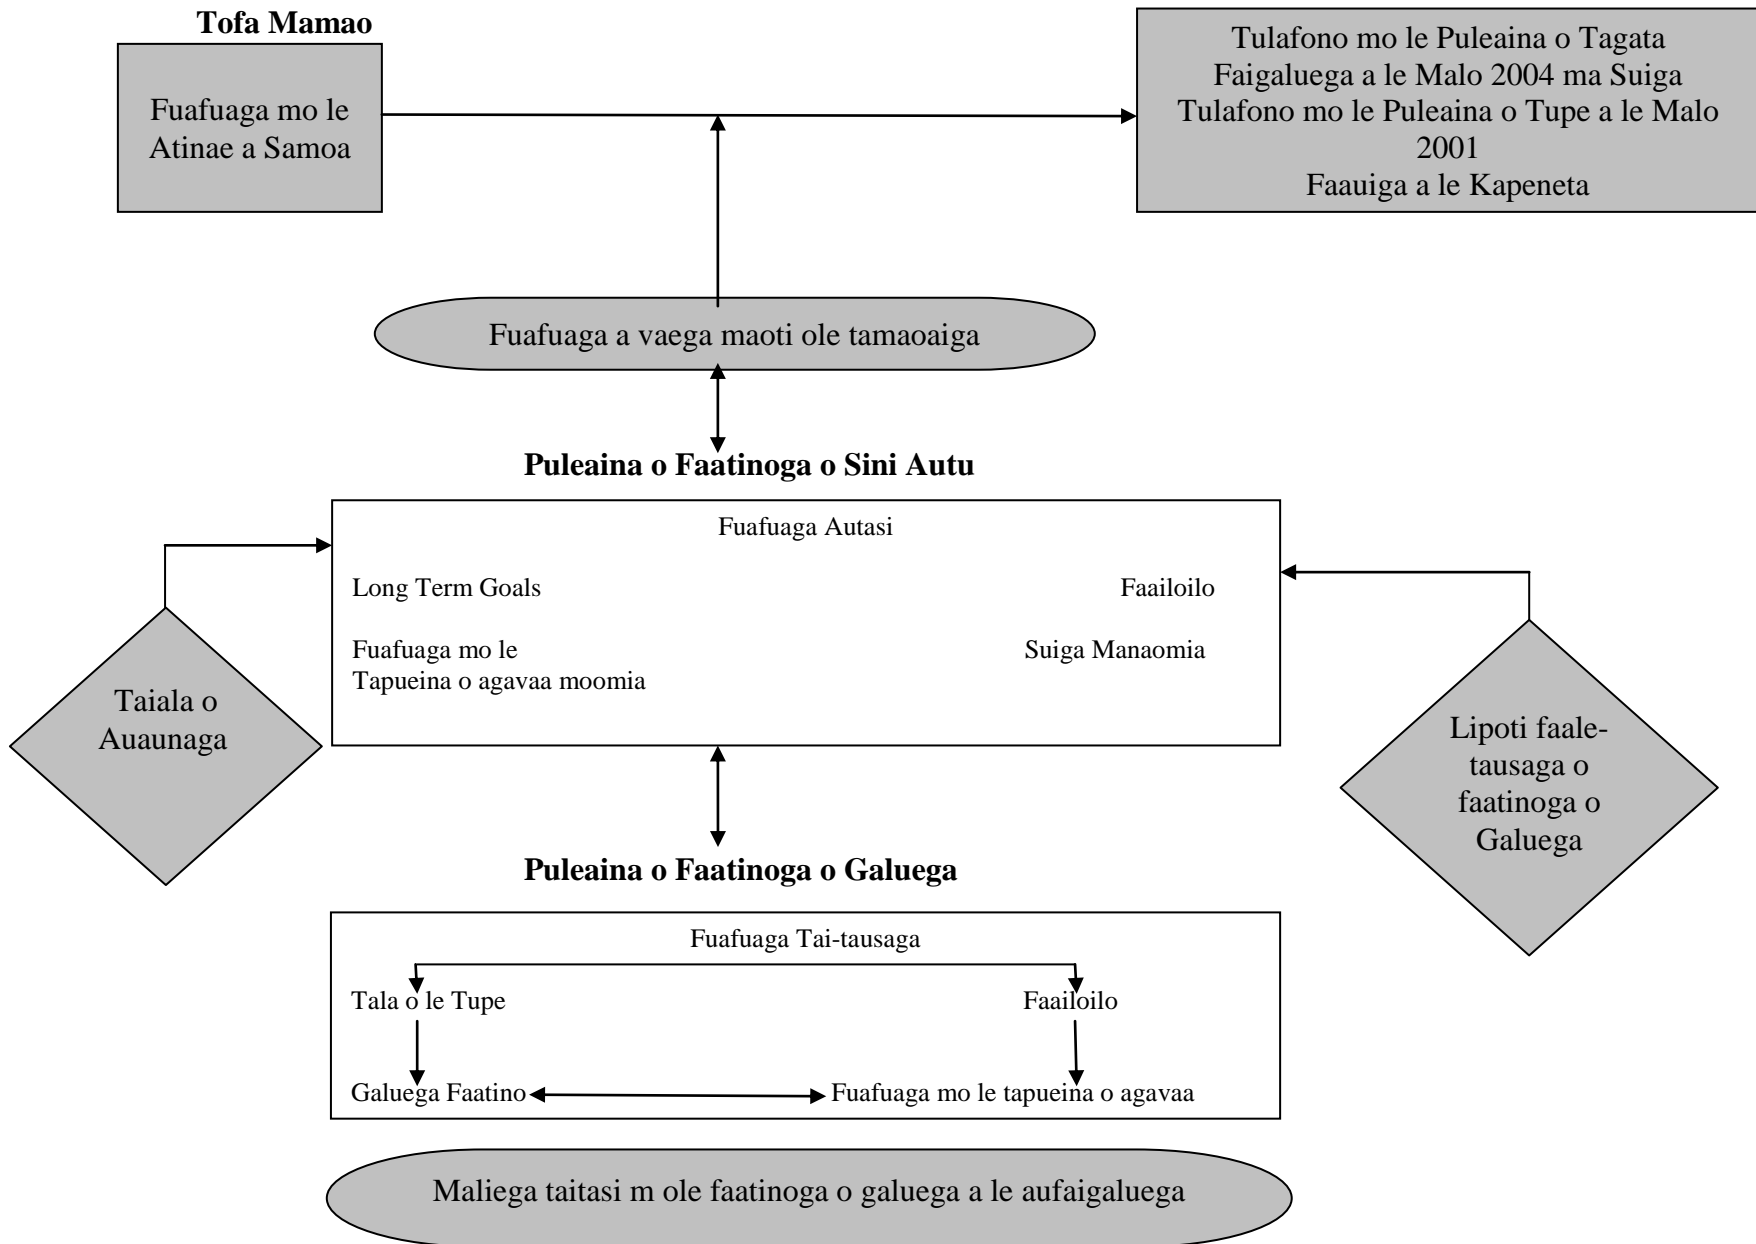 Tofa Mamao
Fuafuaga mo le
Atinae a Samoa
Tulafono mo le Puleaina o Tagata
Faigaluega a le Malo 2004 ma Suiga
Tulafono mo le Puleaina o Tupe a le Malo
2001
Faauiga a le Kapeneta
Fuafuaga a vaega maoti ole tamaoaiga
Puleaina o Faatinoga o Sini Autu
Fuafuaga Autasi
Long Term Goals
Faailoilo
Fuafuaga mo le
Tapueina o agavaa moomia
Suiga Manaomia
Taiala o
Auaunaga
Lipoti faale-
tausaga o
faatinoga o
Galuega
Puleaina o Faatinoga o Galuega
Fuafuaga Tai-tausaga
Tala o le Tupe
Faailoilo
Galuega Faatino
Fuafuaga mo le tapueina o agavaa
Maliega taitasi m ole faatinoga o galuega a le aufaigaluega